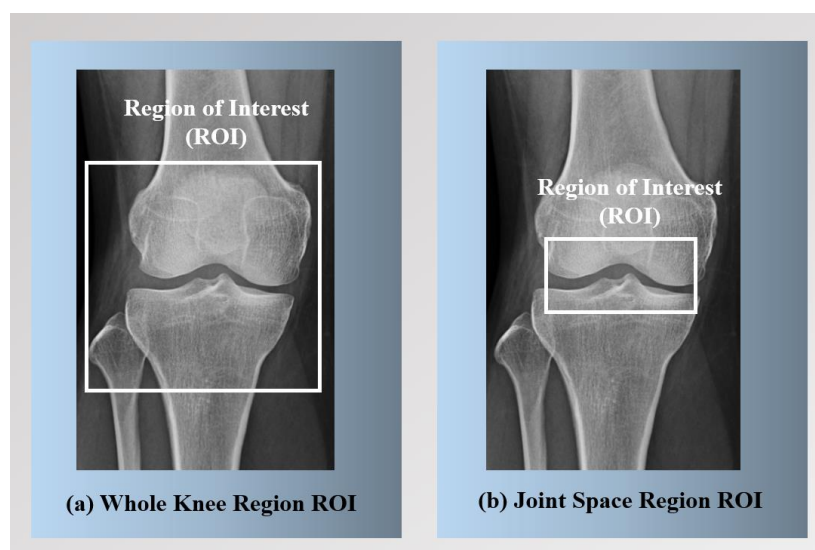 Region of Interest
(ROI)
(a) Whole Knee Region ROI
Region of Interest
(ROI)
(b) Joint Space Region ROI